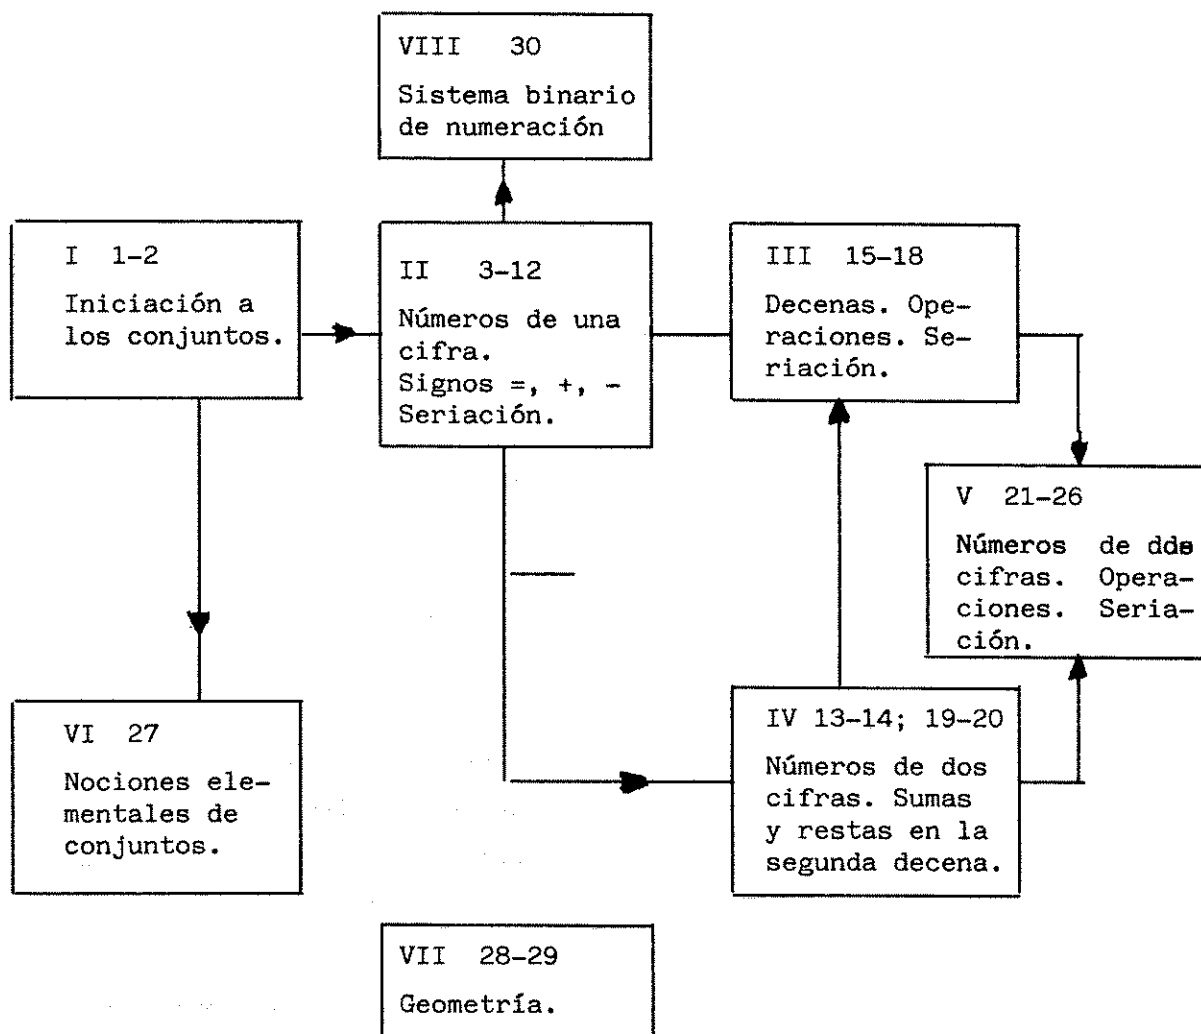 VIII 30
Sistema binario
de numeración
I 1-2
Iniciación a
los conjuntos.
II 3-12
Números de una
cifra.
Signos =, +, -
Seriación.
III 15-18
Decenas. Ope-
raciones. Se-
riación.
V 21-26
Números de
cifras. Opera-
ciones. Seria-
ción.
VI 27
Nociones ele-
mentales de
conjuntos.
IV 13-14; 19-20
Números de dos
cifras. Sumas
y restas en la
segunda decena.
VII 28-29
Geometría.